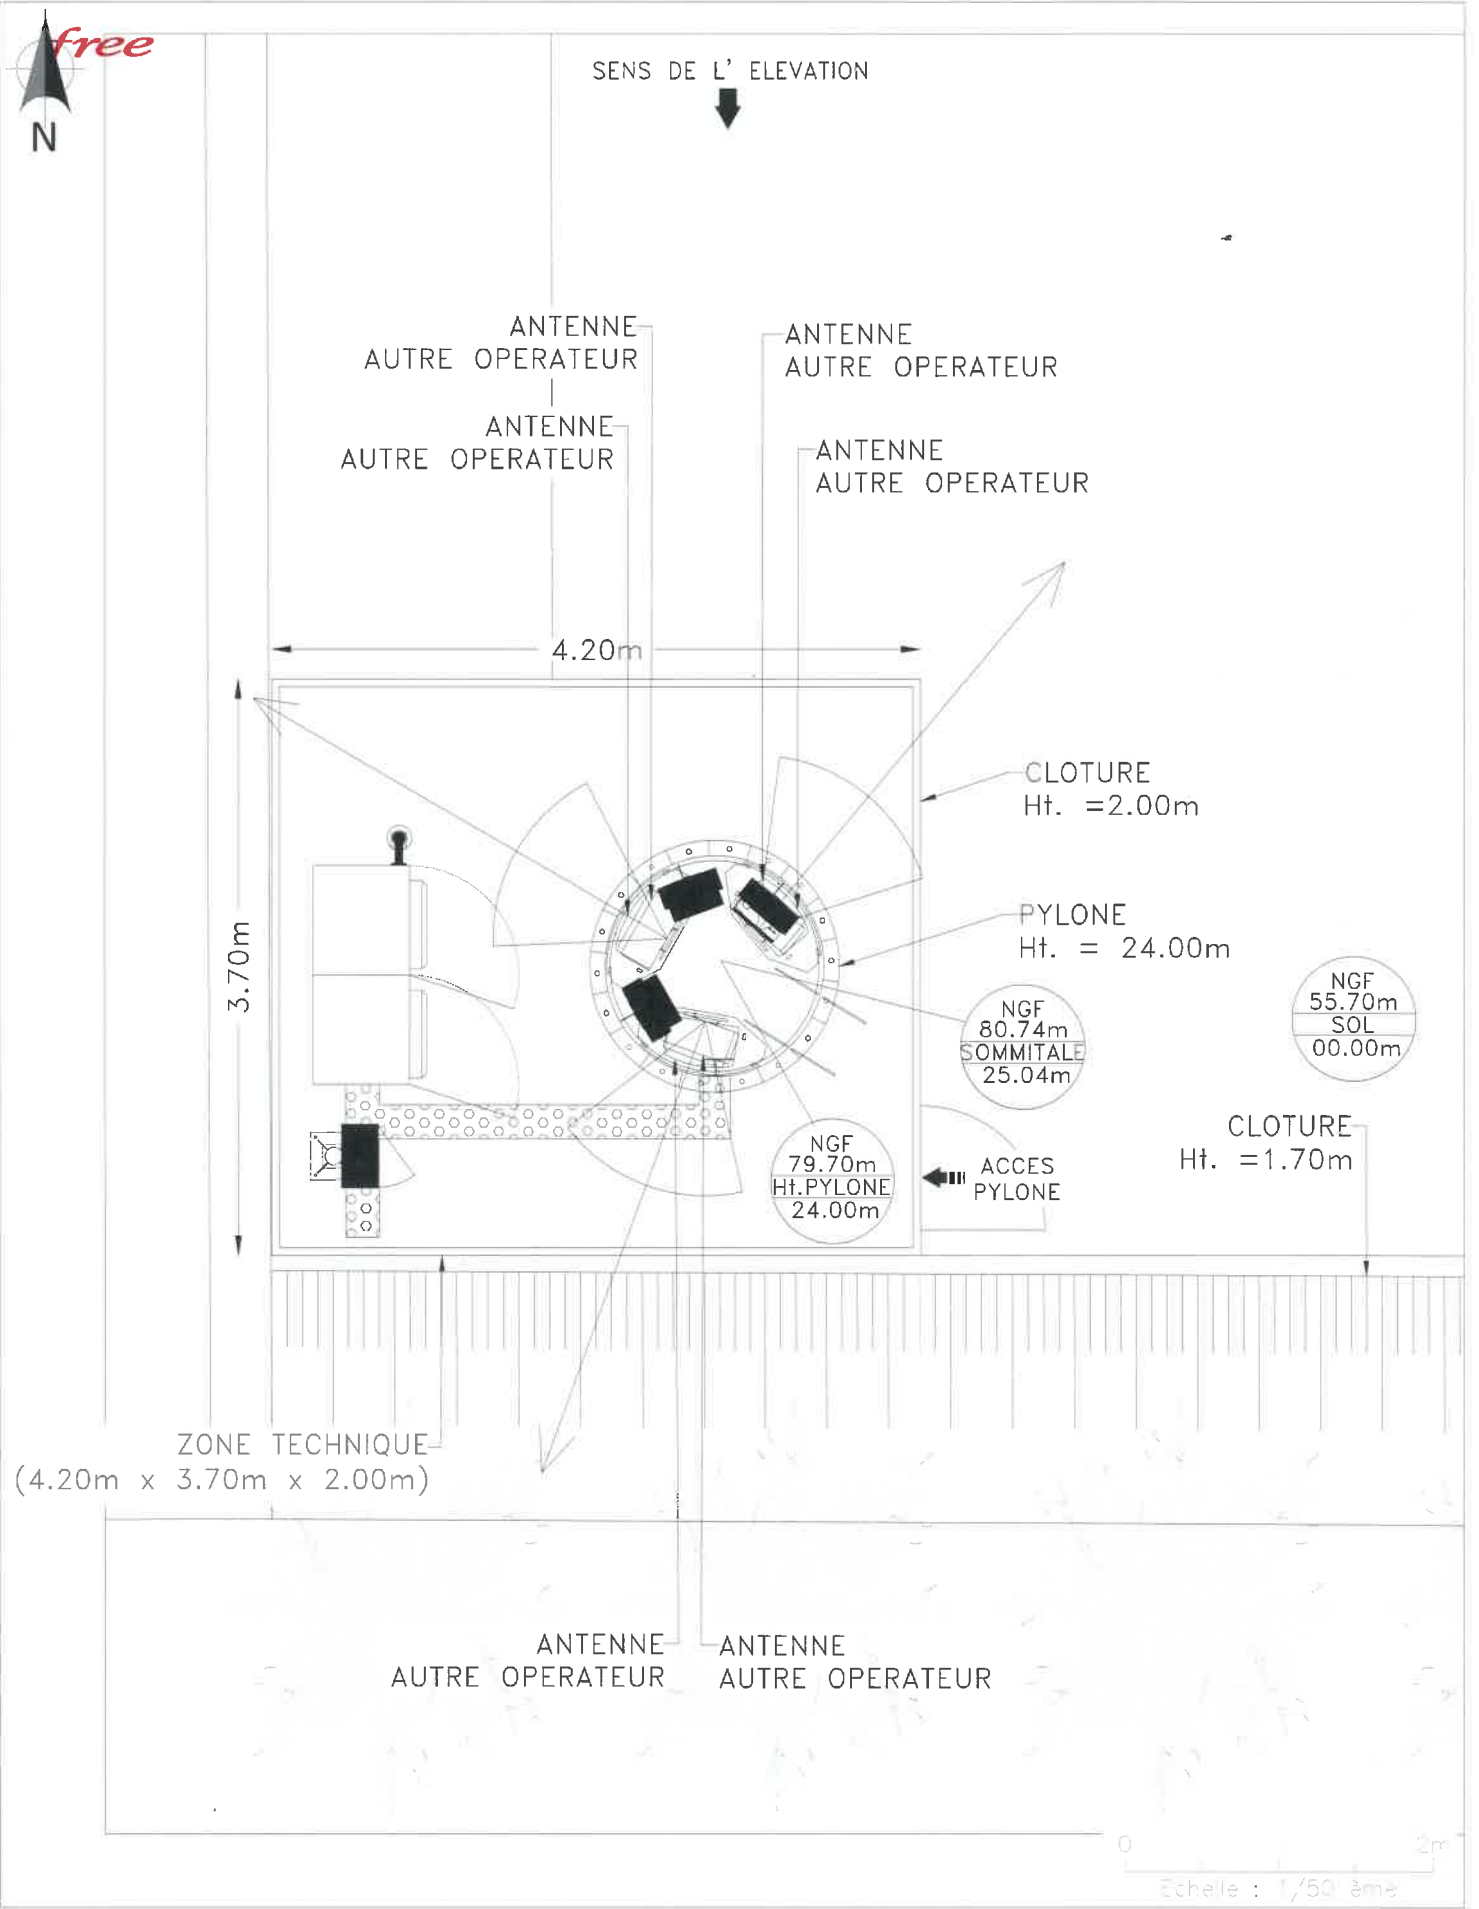 free
N
SENS DE L' ELEVATION
ANTENNE
AUTRE OPERATEUR
ANTENNE
AUTRE OPERATEUR
ANTENNE
AUTRE OPERATEUR
ANTENNE
AUTRE OPERATEUR
4.20m
3.70m
CLOTURE
Ht. =2.00m
PYLONE
Ht. = 24.00m
NGF
80.74m
SOMMITALE
25.04m
NGF
55.70m
SOL
00.00m
NGF
79.70m
Ht.PYLONE
24.00m
ACCES
PYLONE
CLOTURE
Ht. =1.70m
ZONE TECHNIQUE
(4.20m x 3.70m x 2.00m)
ANTENNE
AUTRE OPERATEUR
ANTENNE
AUTRE OPERATEUR
0 2m
Echelle : 1/50 ème